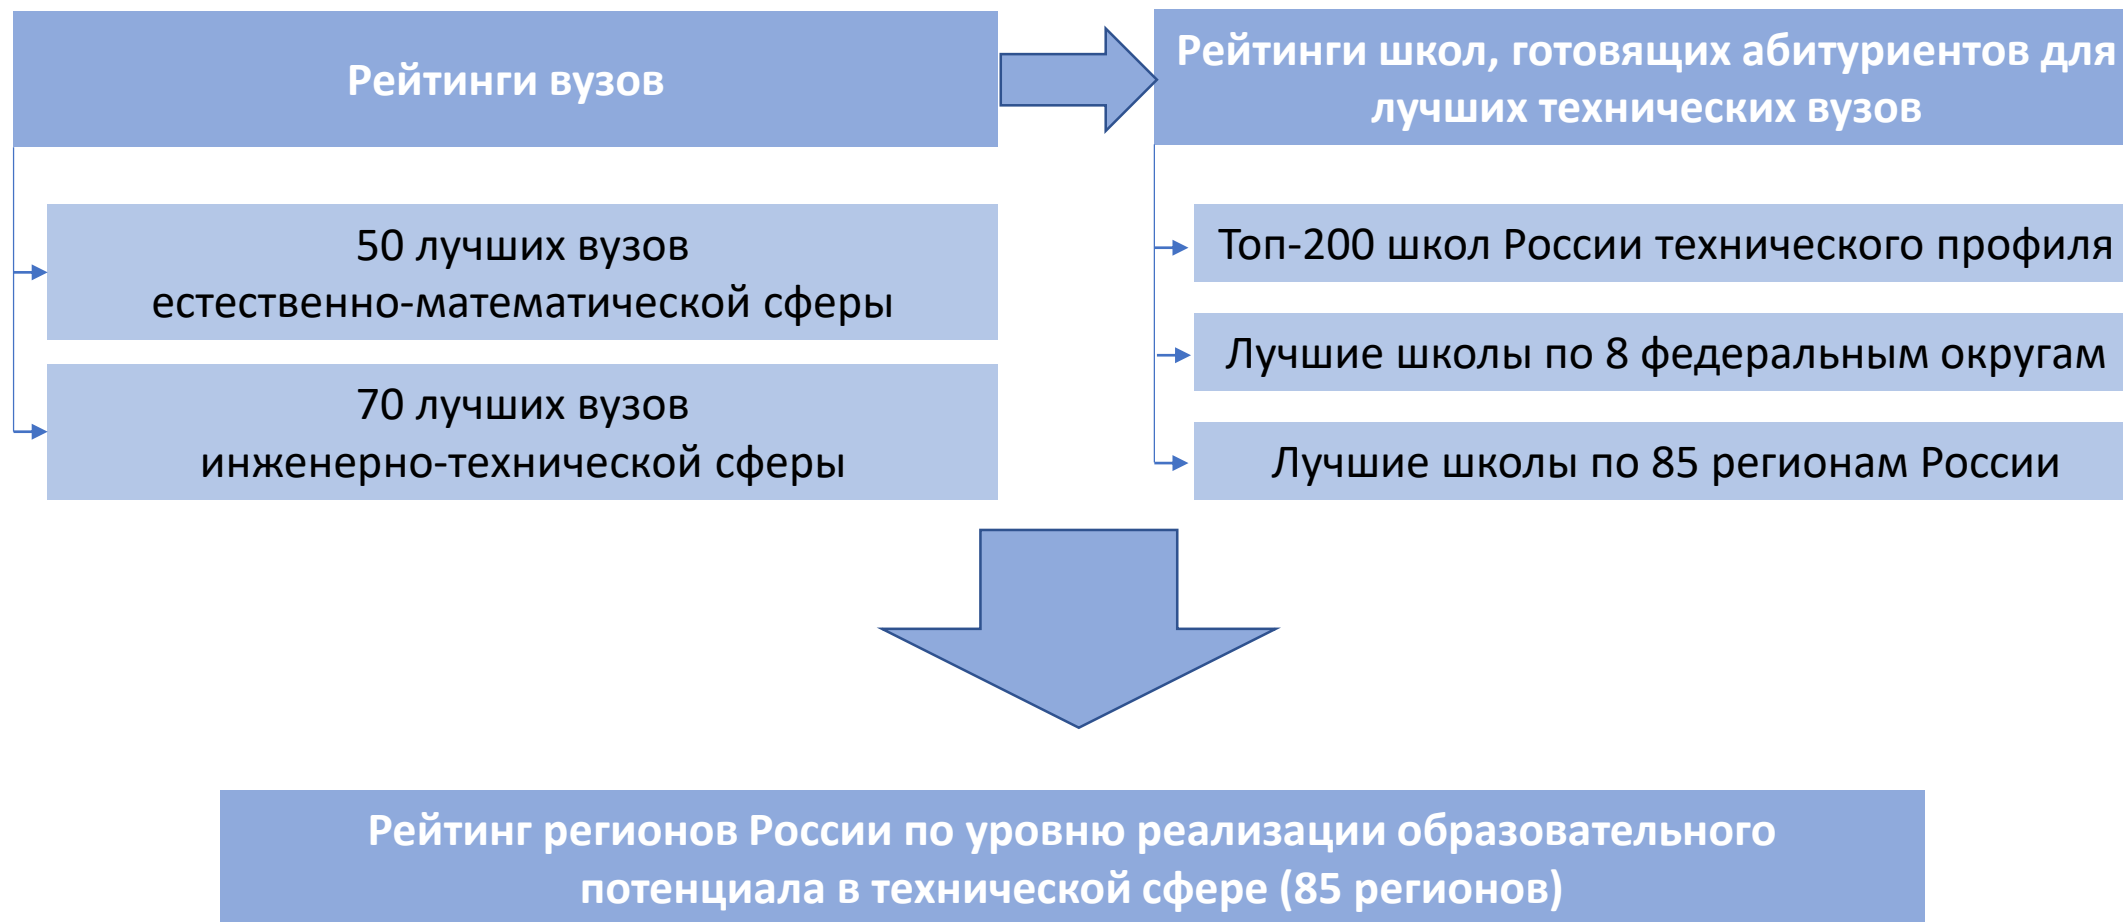 Рейтинги вузов
50 лучших вузов
естественно-математической сферы
70 лучших вузов
инженерно-технической сферы
Рейтинги школ, готовящих абитуриентов для
лучших технических вузов
Топ-200 школ России технического профиля
Лучшие школы по 8 федеральным округам
Лучшие школы по 85 регионам России
Рейтинг регионов России по уровню реализации образовательного
потенциала в технической сфере (85 регионов)